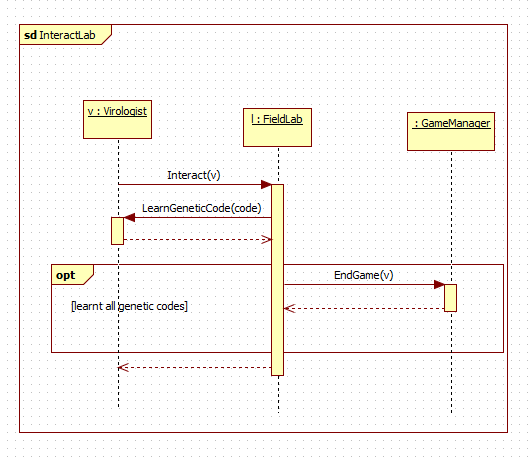 sd InteractLab
v : Virologist
l : FieldLab
: GameManager
Interact(v)
LearnGeneticCode(code)
opt
EndGame(v)
[learnt all genetic codes]